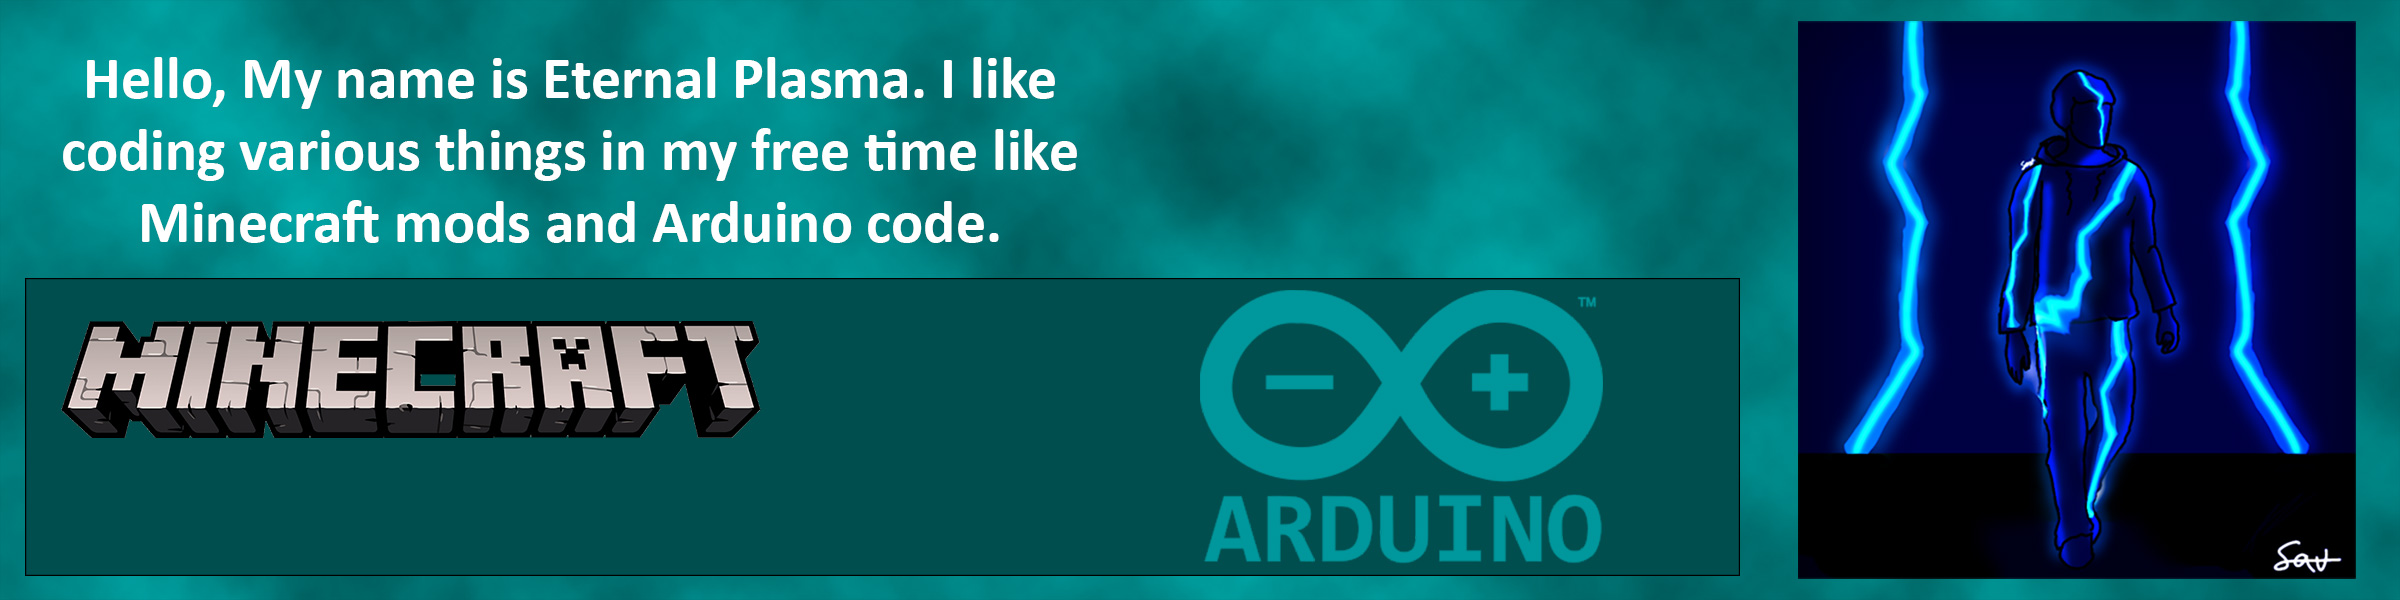 Hello, My name is Eternal Plasma. I like
coding various things in my free time like
Minecraft mods and Arduino code.
MINECRAFT
TM
ARDUINO
Sav